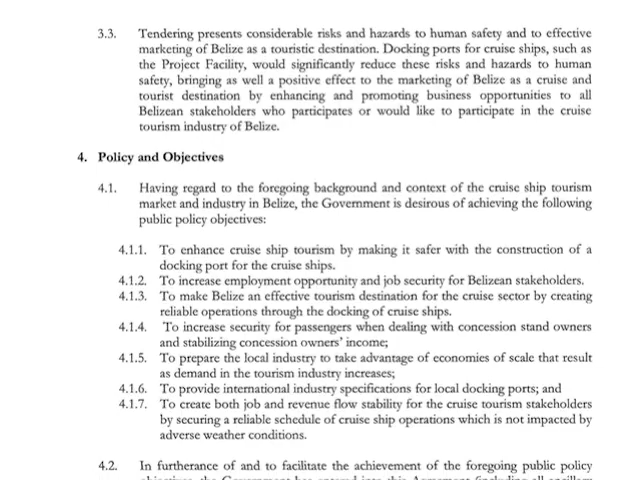 3.3. Tendering presents considerable risks and hazards to human safety and to effective
marketing of Belize as a touristic destination. Docking ports for cruise ships, such as
the Project Facility, would significantly reduce these risks and hazards to human
safety, bringing as well a positive effect to the marketing of Belize as a cruise and
tourist destination by enhancing and promoting business opportunities to all
Belizean stakeholders who participates or would like to participate in the cruise
tourism industry of Belize.
4. Policy and Objectives
4.1. Having regard to the foregoing background and context of the cruise ship tourism
market and industry in Belize, the Government is desirous of achieving the following
public policy objectives:
4.1.1. To enhance cruise ship tourism by making it safer with the construction of a
docking port for the cruise ships.
4.1.2. To increase employment opportunity and job security for Belizean stakeholders.
4.1.3. To make Belize an effective tourism destination for the cruise sector by creating
reliable operations through the docking of cruise ships.
4.1.4. To increase security for passengers when dealing with concession stand owners
and stabilizing concession owners' income;
4.1.5. To prepare the local industry to take advantage of economies of scale that result
as demand in the tourism industry increases;
4.1.6. To provide international industry specifications for local docking ports; and
4.1.7. To create both job and revenue flow stability for the cruise tourism stakeholders
by securing a reliable schedule of cruise ship operations which is not impacted by
adverse weather conditions.
4.2. In furtherance of and to facilitate the achievement of the foregoing public policy